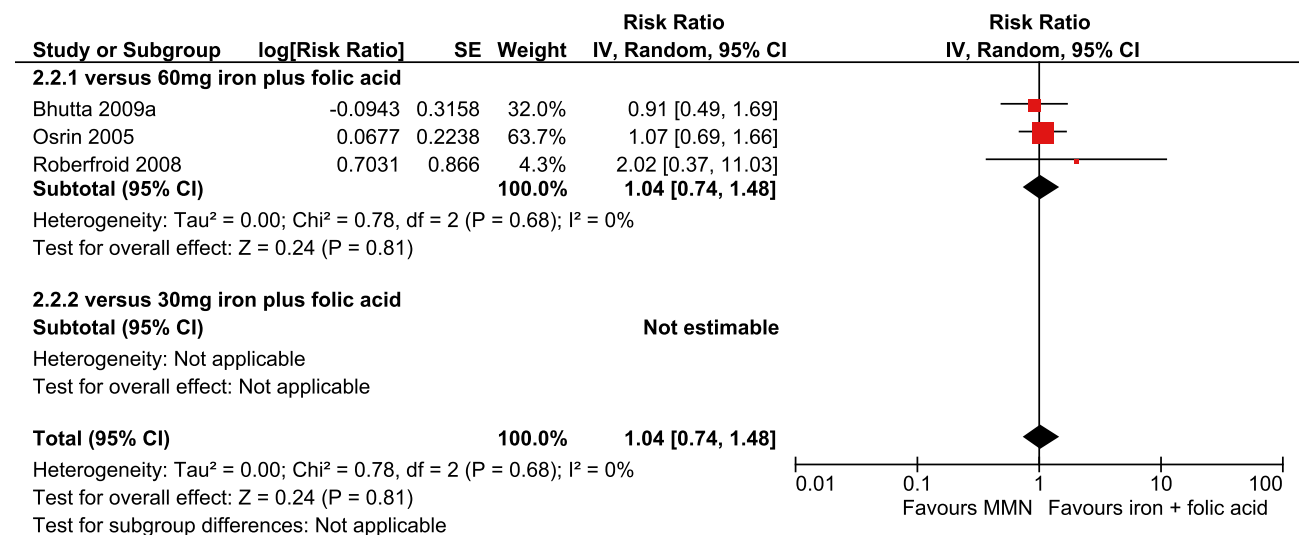 Risk Ratio Risk Ratio
Study or Subgroup log[Risk Ratio] SE Weight IV, Random, 95% CI IV, Random, 95% CI
2.2.1 versus 60mg iron plus folic acid
Bhutta 2009a -0.0943 0.3158 32.0% 0.91 [0.49, 1.69]
Osrin 2005 0.0677 0.2238 63.7% 1.07 [0.69, 1.66]
Roberfroid 2008 0.7031 0.866 4.3% 2.02 [0.37, 11.03]
Subtotal (95% CI) 100.0% 1.04 [0.74, 1.48]
Heterogeneity: Tau² = 0.00; Chi² = 0.78, df = 2 (P = 0.68); I² = 0%
Test for overall effect: Z = 0.24 (P = 0.81)
2.2.2 versus 30mg iron plus folic acid
Subtotal (95% CI) Not estimable
Heterogeneity: Not applicable
Test for overall effect: Not applicable
Total (95% CI) 100.0% 1.04 [0.74, 1.48]
Heterogeneity: Tau² = 0.00; Chi² = 0.78, df = 2 (P = 0.68); I² = 0%
Test for overall effect: Z = 0.24 (P = 0.81)
Test for subgroup differences: Not applicable
0.01 0.1 1 10 100
Favours MMN Favours iron + folic acid